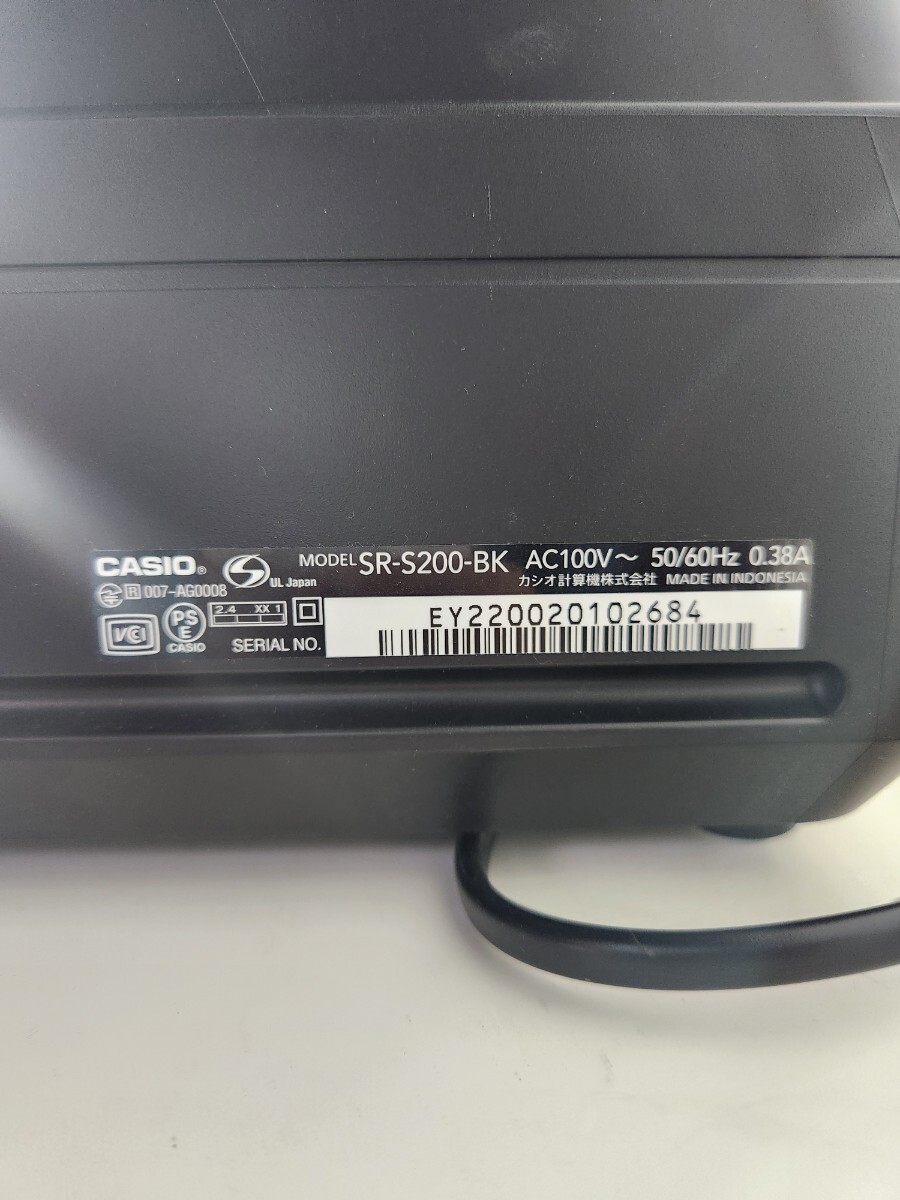 CASIO® UL Japan MODEL SR-S200-BK AC100V～ 50/60Hz 0.38A
カシオ計算機株式会社 MADE IN INDONESIA
R 007-AG0008
2.4 XX 1
VCI PS E CASIO SERIAL NO. EY220020102684